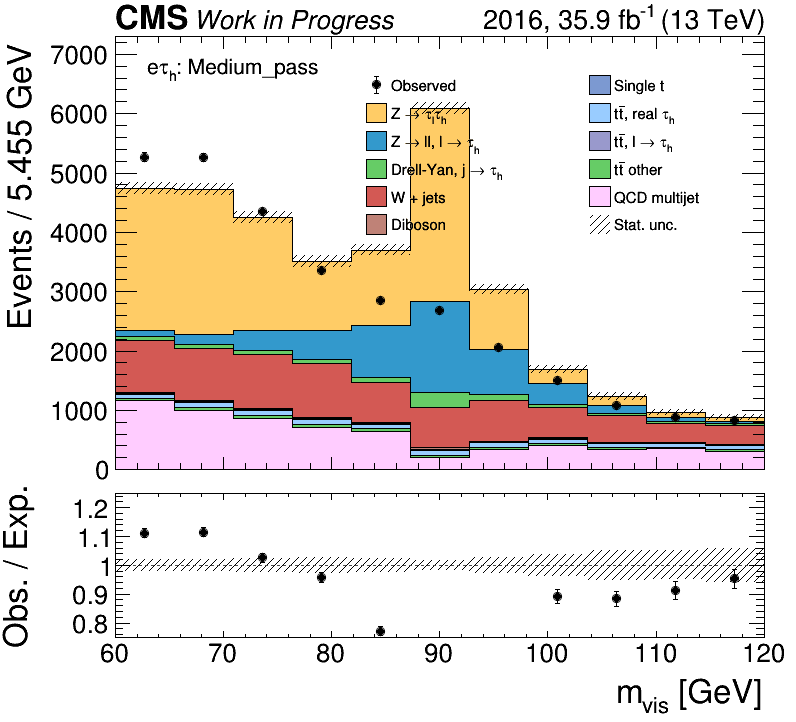 CMS Work in Progress 2016, 35.9 fb⁻¹ (13 TeV)
eτₕ: Medium_pass
Observed
Z → τₗτₕ
Z → ll, l → τₕ
Drell-Yan, j → τₕ
W + jets
Diboson
Single t
tt̅, real τₕ
tt̅, l → τₕ
tt̅ other
QCD multijet
Stat. unc.
Events / 5.455 GeV
7000
6000
5000
4000
3000
2000
1000
0
Obs. / Exp.
1.2
1.1
1
0.9
0.8
60 70 80 90 100 110 120
m_vis [GeV]